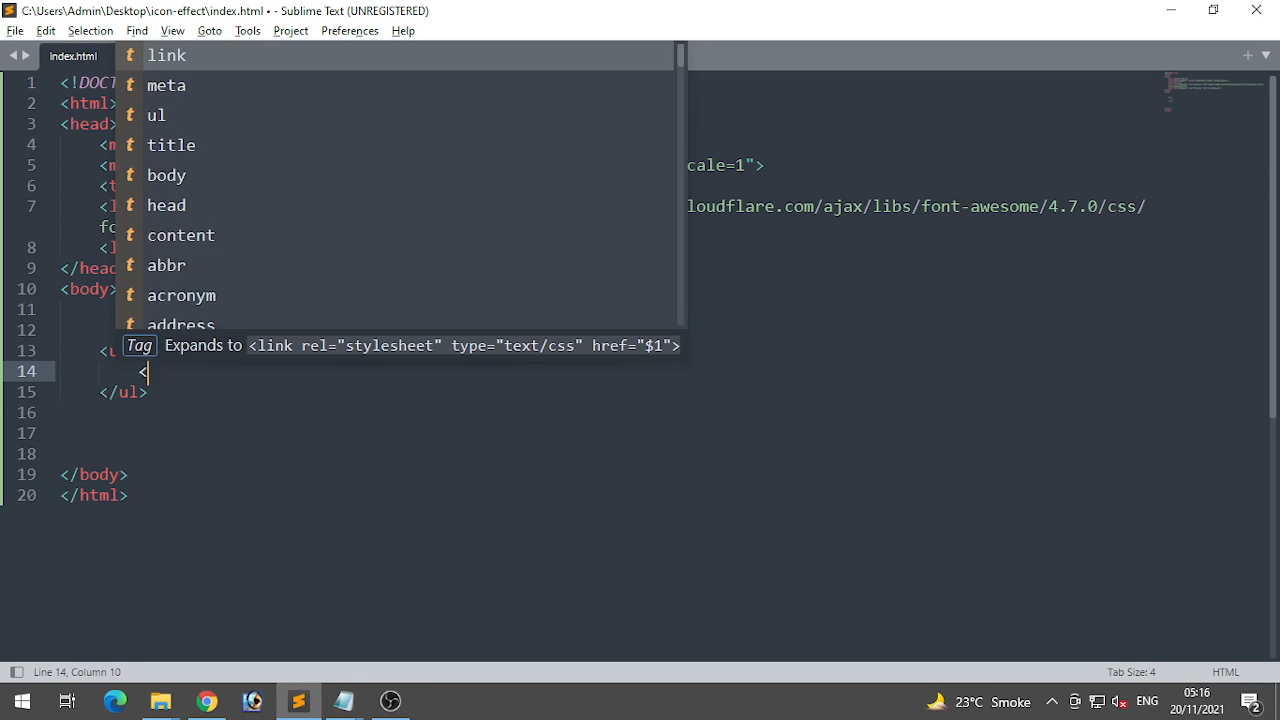 C:\Users\Admin\Desktop\icon-effect\index.html • - Sublime Text (UNREGISTERED)
File Edit Selection Find View Goto Tools Project Preferences Help
index.html
1 <!DOCT
2 <html>
3 <head>
4 <m
5 <m cale=1">
6 <t
7 <l loudflare.com/ajax/libs/font-awesome/4.7.0/css/
fo
8 <l
9 </head
10 <body>
11
12
13 <u
14 <
15 </ul>
16
17
18
19 </body>
20 </html>
t link
t meta
t ul
t title
t body
t head
t content
t abbr
t acronym
t address
Tag Expands to <link rel="stylesheet" type="text/css" href="$1">
Line 14, Column 10 Tab Size: 4 HTML
23°C Smoke ENG 05:16
20/11/2021 2